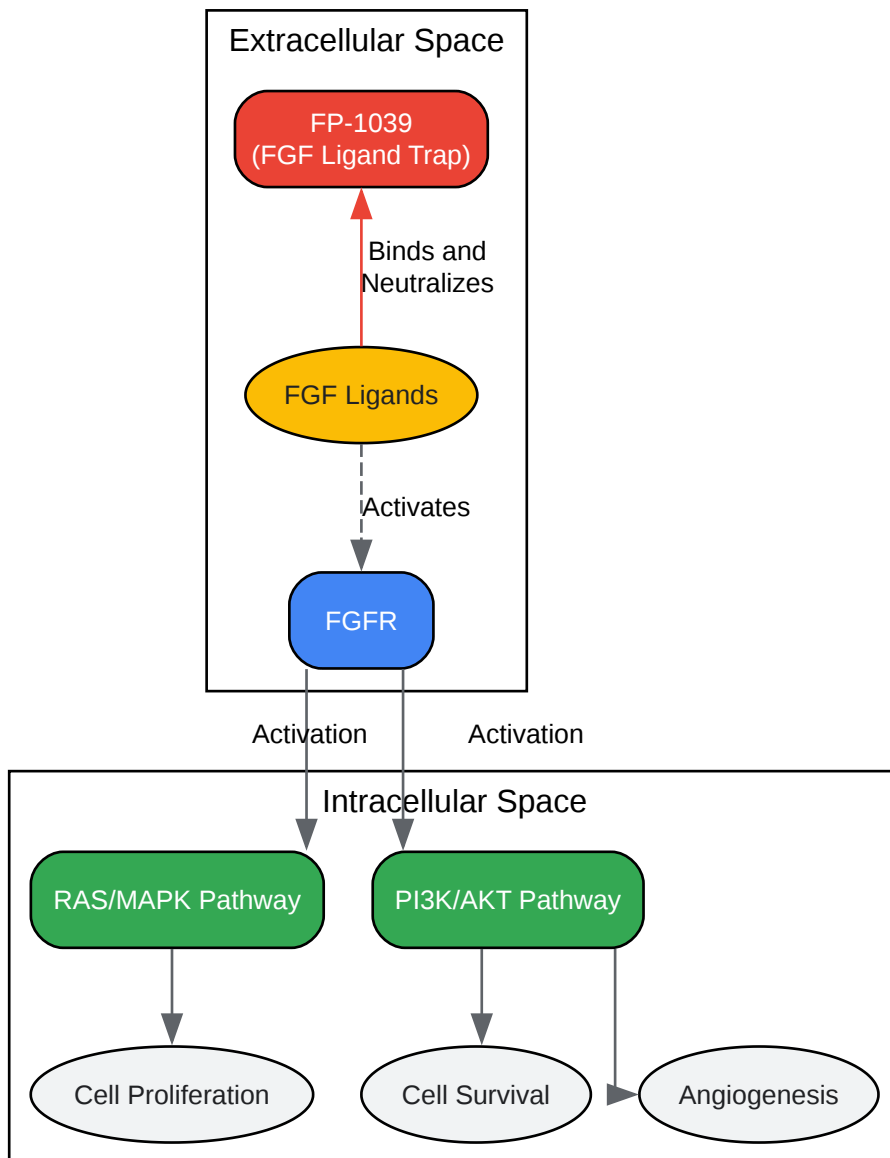 Extracellular Space
FP-1039
(FGF Ligand Trap)
Binds and
Neutralizes
FGF Ligands
Activates
FGFR
Activation
Activation
Intracellular Space
RAS/MAPK Pathway
PI3K/AKT Pathway
Cell Proliferation
Cell Survival
Angiogenesis